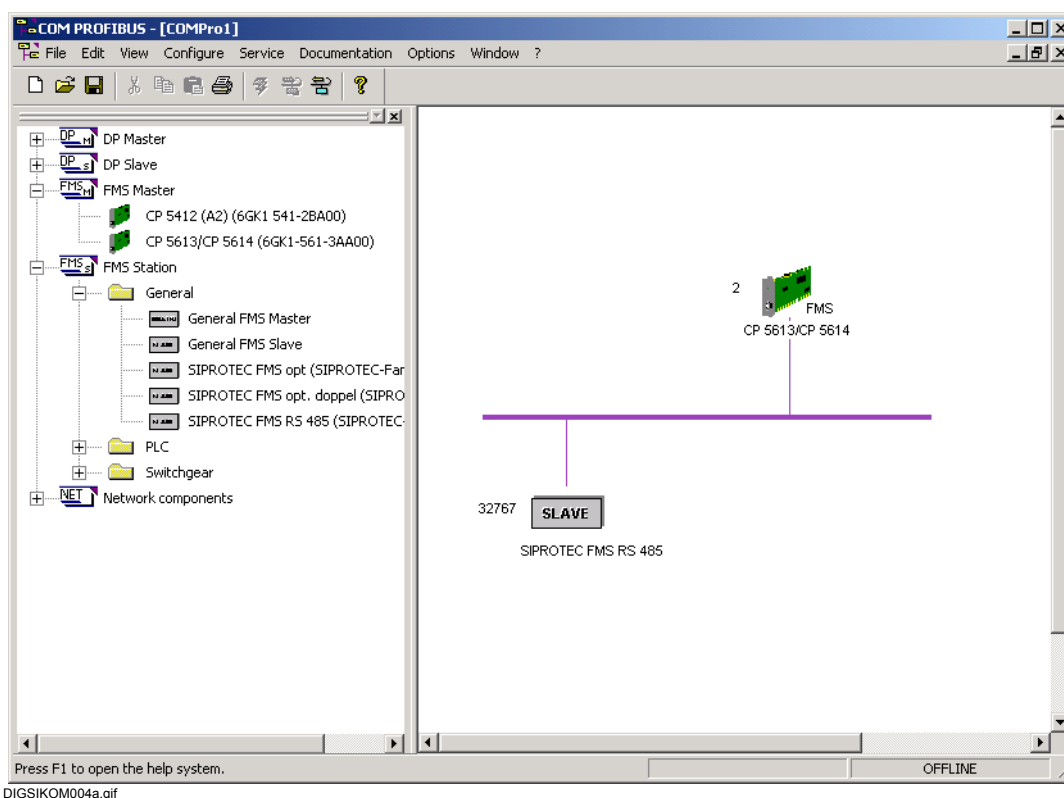 COM PROFIBUS - [COMPro1]
File Edit View Configure Service Documentation Options Window ?
DP M DP Master
DP S DP Slave
FMS M FMS Master
CP 5412 (A2) (6GK1 541-2BA00)
CP 5613/CP 5614 (6GK1-561-3AA00)
FMS S FMS Station
General
General FMS Master
General FMS Slave
SIPROTEC FMS opt (SIPROTEC-Far
SIPROTEC FMS opt. doppel (SIPRO
SIPROTEC FMS RS 485 (SIPROTEC-
PLC
Switchgear
NET Network components
2
FMS
CP 5613/CP 5614
32767
SLAVE
SIPROTEC FMS RS 485
Press F1 to open the help system.
OFFLINE
DIGSIKOM004a.gif